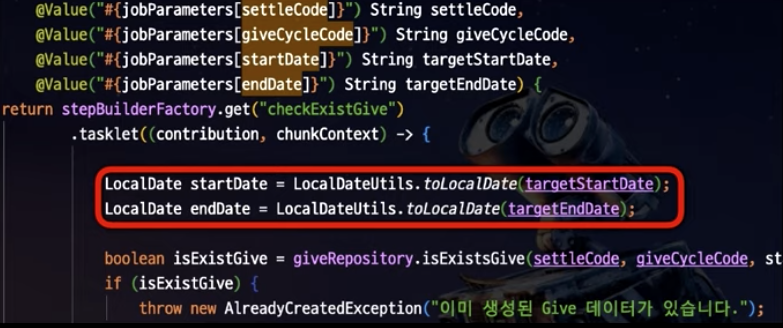 @Value("#{jobParameters[settleCode]}") String settleCode,
@Value("#{jobParameters[giveCycleCode]}") String giveCycleCode,
@Value("#{jobParameters[startDate]}") String targetStartDate,
@Value("#{jobParameters[endDate]}") String targetEndDate) {
return stepBuilderFactory.get("checkExistGive")
.tasklet((contribution, chunkContext) -> {
LocalDate startDate = LocalDateUtils.toLocalDate(targetStartDate);
LocalDate endDate = LocalDateUtils.toLocalDate(targetEndDate);
boolean isExistGive = giveRepository.isExistsGive(settleCode, giveCycleCode, st
if (isExistGive) {
throw new AlreadyCreatedException("이미 생성된 Give 데이터가 있습니다.");